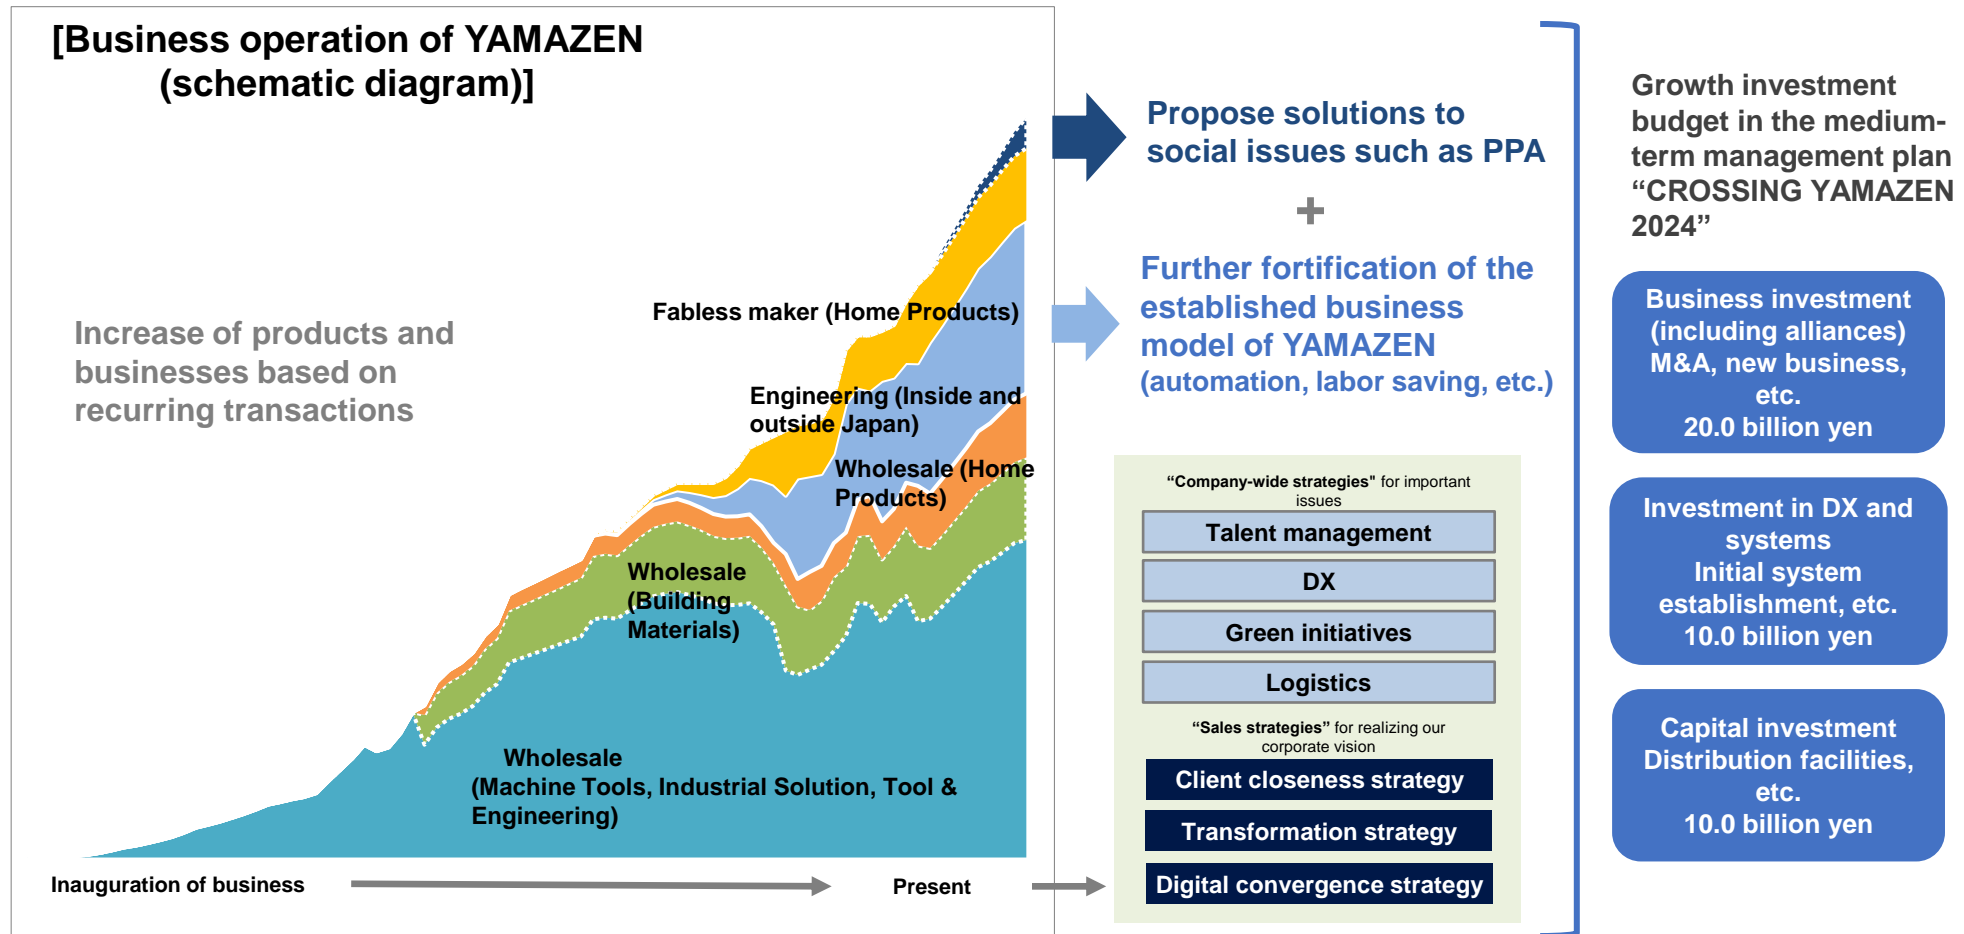 [Business operation of YAMAZEN
(schematic diagram)]
Increase of products and
businesses based on
recurring transactions
Fabless maker (Home Products)
Engineering (Inside and
outside Japan)
Wholesale (Home
Products)
Wholesale
(Building
Materials)
Wholesale
(Machine Tools, Industrial Solution, Tool &
Engineering)
Inauguration of business
Present
Propose solutions to
social issues such as PPA
+
Further fortification of the
established business
model of YAMAZEN
(automation, labor saving, etc.)
“Company-wide strategies" for important
issues
Talent management
DX
Green initiatives
Logistics
“Sales strategies” for realizing our
corporate vision
Client closeness strategy
Transformation strategy
Digital convergence strategy
Growth investment
budget in the medium-
term management plan
“CROSSING YAMAZEN
2024”
Business investment
(including alliances)
M&A, new business,
etc.
20.0 billion yen
Investment in DX and
systems
Initial system
establishment, etc.
10.0 billion yen
Capital investment
Distribution facilities,
etc.
10.0 billion yen